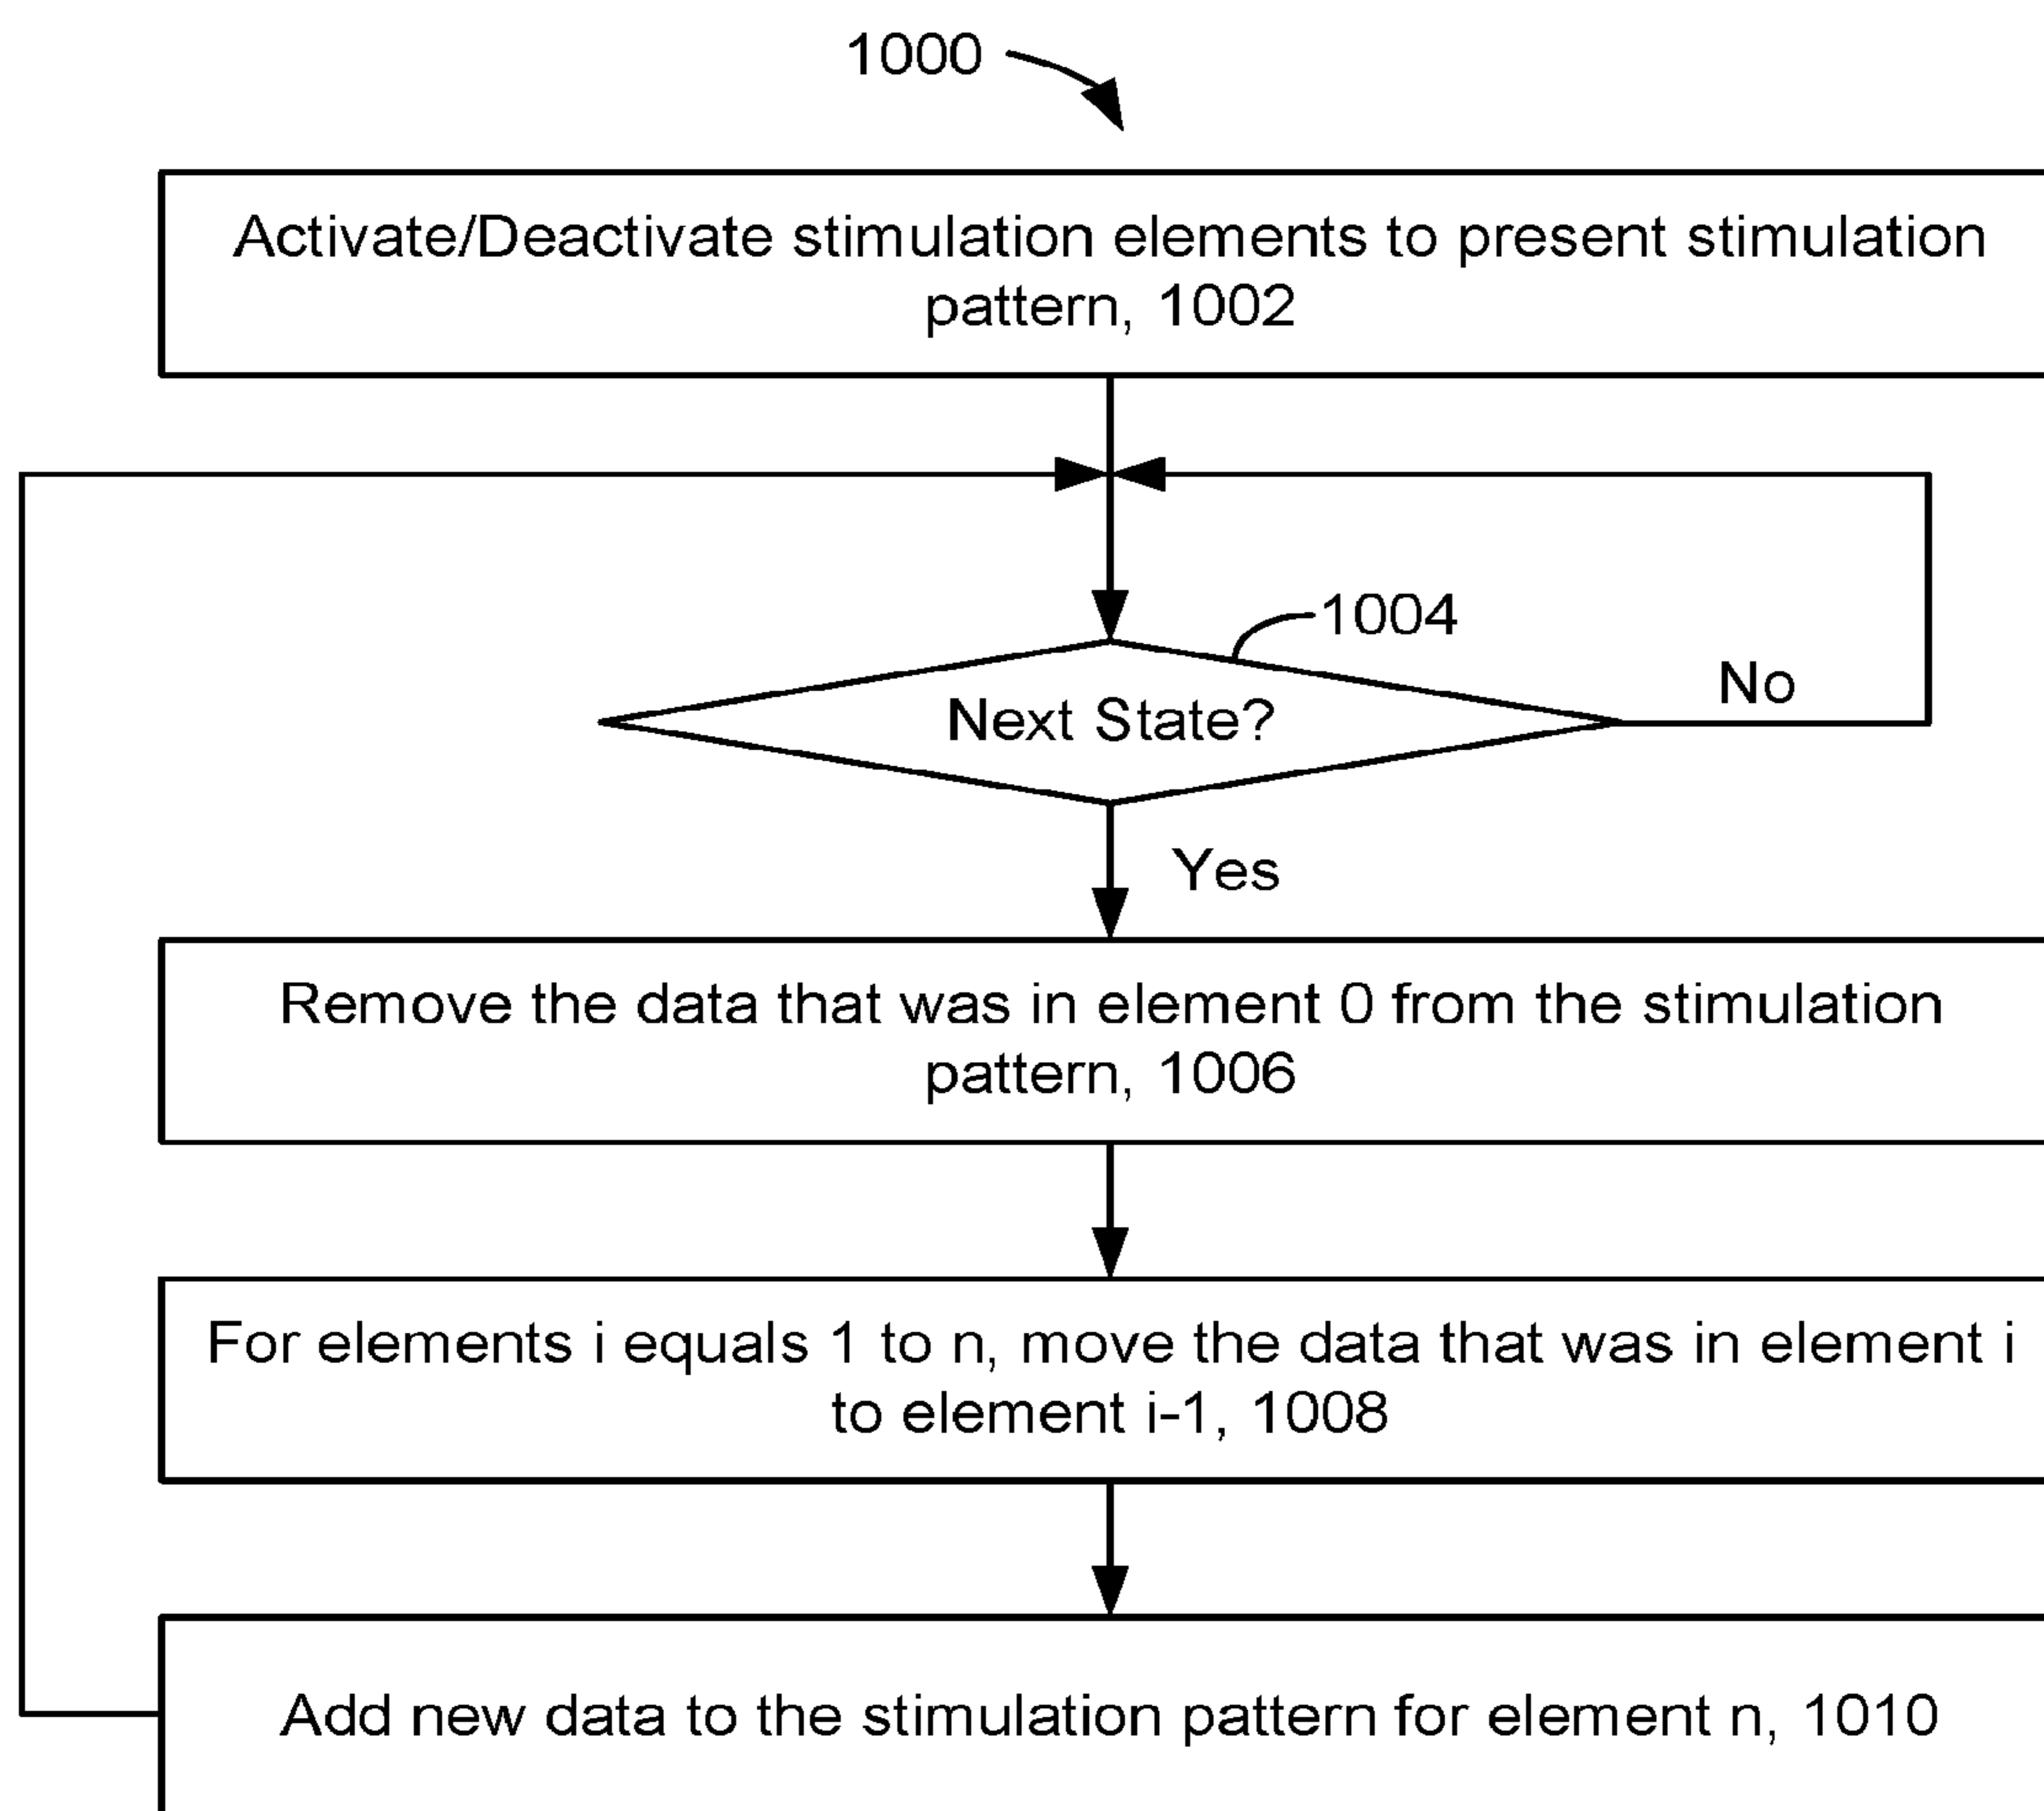 1000
Activate/Deactivate stimulation elements to present stimulation
pattern, 1002
1004
No
Next State?
Yes
Remove the data that was in element 0 from the stimulation
pattern, 1006
For elements i equals 1 to n, move the data that was in element i
to element i-1, 1008
Add new data to the stimulation pattern for element n, 1010